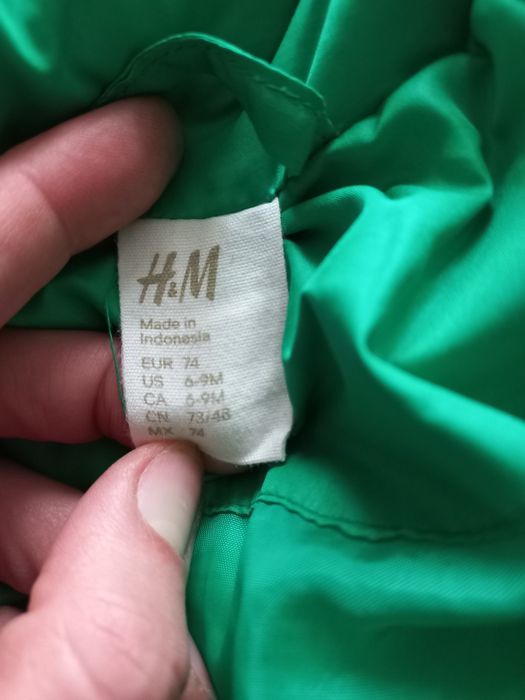 H&M
Made in
Indonesia
EUR 74
US 6-9M
CA 6-9M
CN 73/48
MX 74